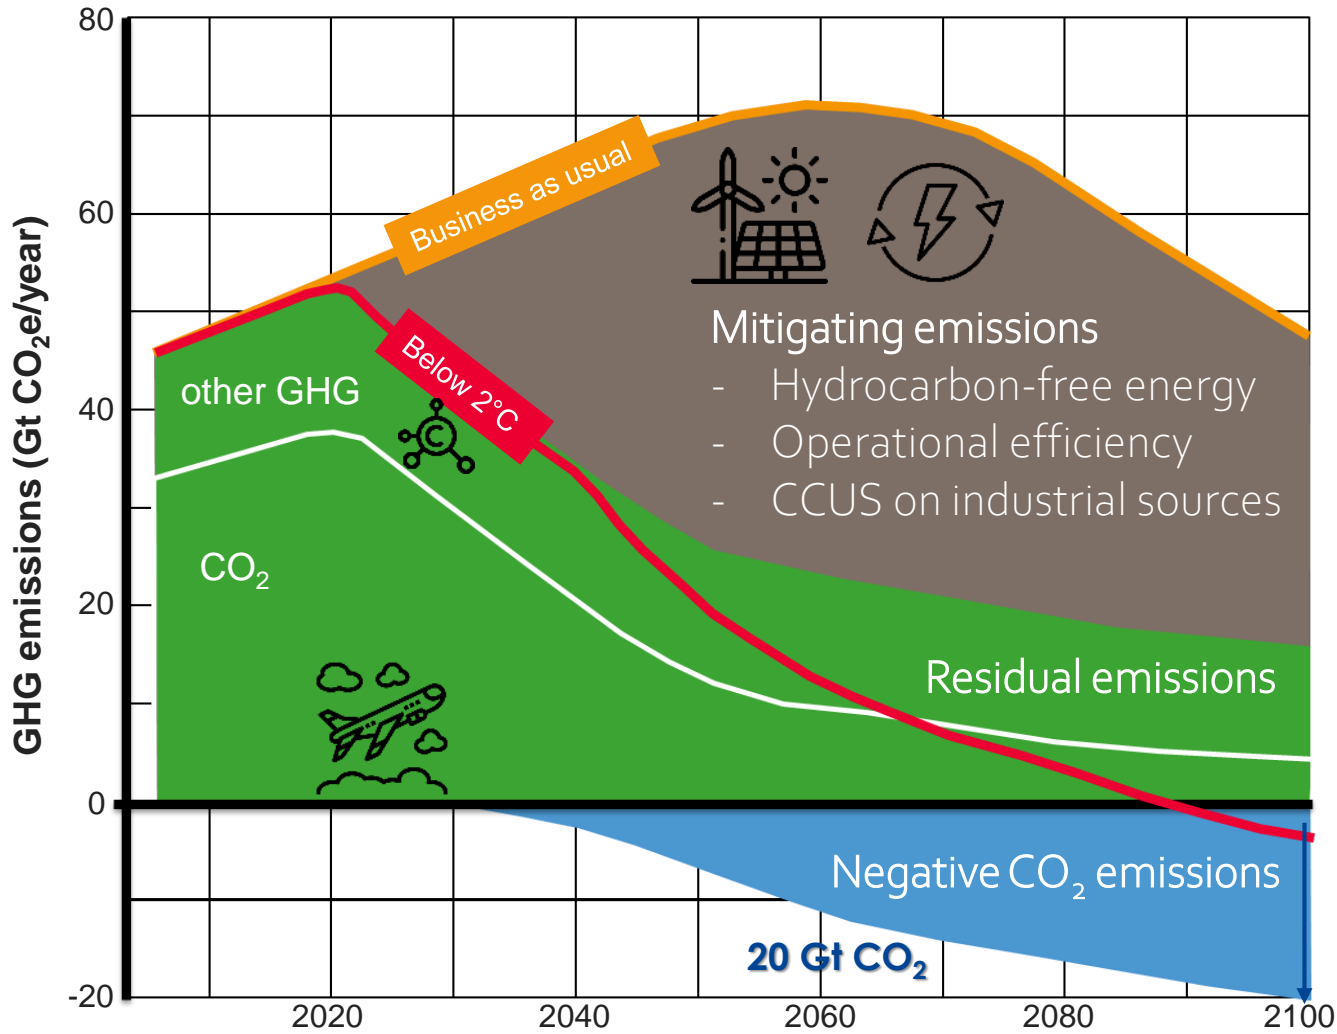 GHG emissions (Gt CO₂e/year)
80
60
40
20
0
-20
Business as usual
Below 2°C
other GHG
C
CO₂
Mitigating emissions
- Hydrocarbon-free energy
- Operational efficiency
- CCUS on industrial sources
Residual emissions
Negative CO₂ emissions
20 Gt CO₂
2020 2040 2060 2080 2100